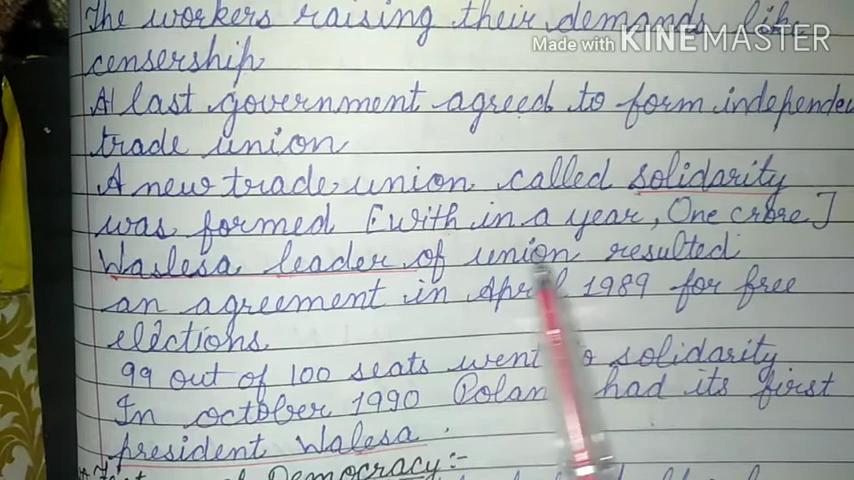 The workers raising their demands like
Made with KINEMASTER
censership
At last government agreed to form independen
trade union
A new trade union called solidarity
was formed [with in a year, One crore]
Waslesa leader of union resulted
an agreement in April 1989 for free
elections
99 out of 100 seats went to solidarity
In october 1990 Polan had its first
president Walesa.
Democracy:-